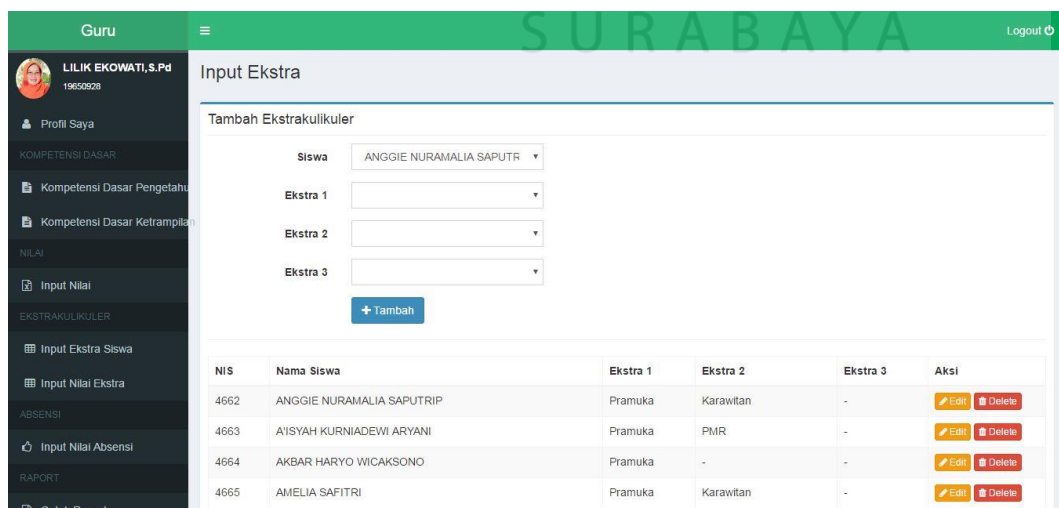 SURABAYA
Guru
Logout
LILIK EKOWATI,S.Pd
19650928
Profil Saya
KOMPETENSI DASAR
Kompetensi Dasar Pengetahu
Kompetensi Dasar Ketrampilan
NILAI
Input Nilai
EKSTRAKULIKULER
Input Ekstra Siswa
Input Nilai Ekstra
ABSENSI
Input Nilai Absensi
RAPORT
Input Ekstra
Tambah Ekstrakulikuler
Siswa ANGGIE NURAMALIA SAPUTR
Ekstra 1
Ekstra 2
Ekstra 3
+ Tambah
NIS Nama Siswa Ekstra 1 Ekstra 2 Ekstra 3 Aksi
4662 ANGGIE NURAMALIA SAPUTRIP Pramuka Karawitan - Edit Delete
4663 A'ISYAH KURNIADEWI ARYANI Pramuka PMR - Edit Delete
4664 AKBAR HARYO WICAKSONO Pramuka - - Edit Delete
4665 AMELIA SAFITRI Pramuka Karawitan - Edit Delete